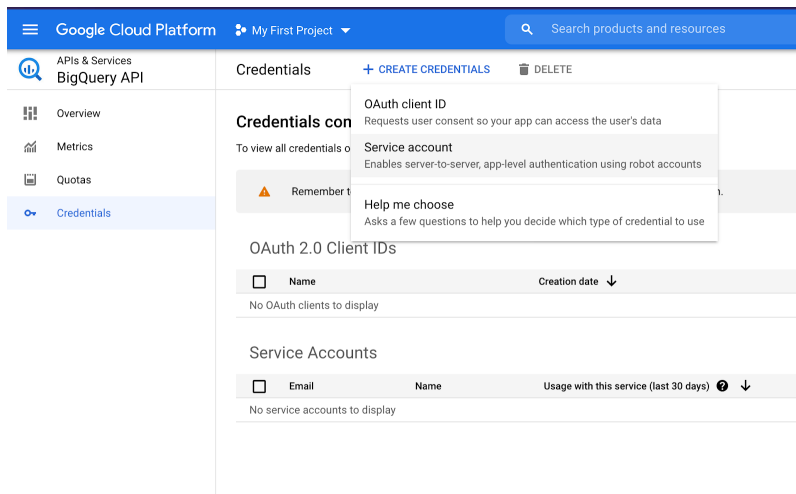 Google Cloud Platform
My First Project
Search products and resources
APIs & Services
BigQuery API
Overview
Metrics
Quotas
Credentials
Credentials
CREATE CREDENTIALS
DELETE
OAuth client ID
Requests user consent so your app can access the user's data
Service account
Enables server-to-server, app-level authentication using robot accounts
Help me choose
Asks a few questions to help you decide which type of credential to use
Credentials con
To view all credentials o
Remember t
OAuth 2.0 Client IDs
Name Creation date
No OAuth clients to display
Service Accounts
Email Name Usage with this service (last 30 days)
No service accounts to display